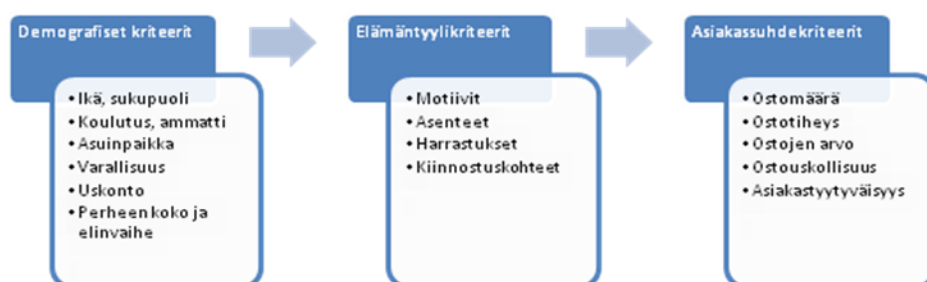 Demografiset kriteerit
• Ikä, sukupuoli
• Koulutus, ammatti
• Asuinpaikka
• Varallisuus
• Uskonto
• Perheen koko ja
elinvaihe
Elämäntyylikriteerit
• Motiivit
• Asenteet
• Harrastukset
• Kiinnostuskohteet
Asiakassuhdekriteerit
• Ostomäärä
• Ostotiheys
• Ostojen arvo
• Ostouskollisuus
• Asiakastyytyväisyys